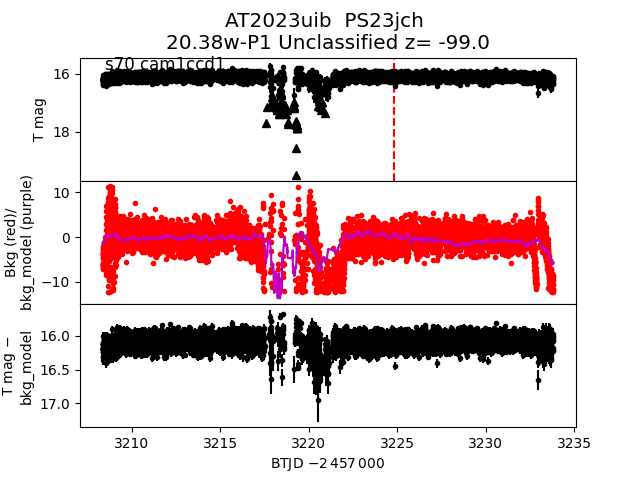 AT2023uib  PS23jch
20.38w-P1 Unclassified z= -99.0
s70 cam1ccd1
16
18
T mag
10
0
−10
Bkg (red)/
bkg_model (purple)
16.0
16.5
17.0
T mag −
bkg_model
3210 3215 3220 3225 3230 3235
BTJD −2 457 000